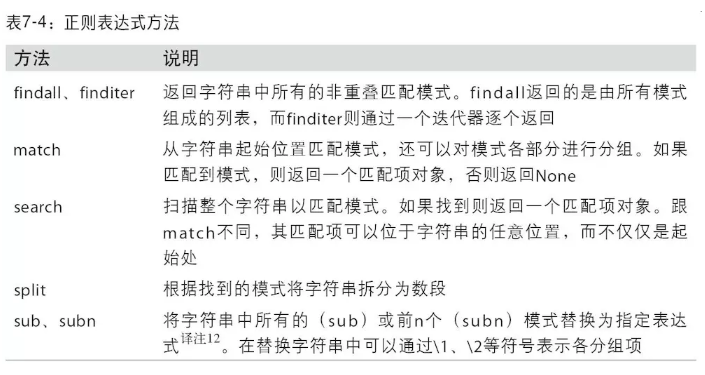 表7-4：正则表达式方法
方法 说明
findall、finditer 返回字符串中所有的非重叠匹配模式。findall返回的是由所有模式
组成的列表，而finditer则通过一个迭代器逐个返回
match 从字符串起始位置匹配模式，还可以对模式各部分进行分组。如果
匹配到模式，则返回一个匹配项对象，否则返回None
search 扫描整个字符串以匹配模式。如果找到则返回一个匹配项对象。跟
match不同，其匹配项可以位于字符串的任意位置，而不仅仅是起
始处
split 根据找到的模式将字符串拆分为数段
sub、subn 将字符串中所有的（sub）或前n个（subn）模式替换为指定表达
式译注12。在替换字符串中可以通过\1、\2等符号表示各分组项